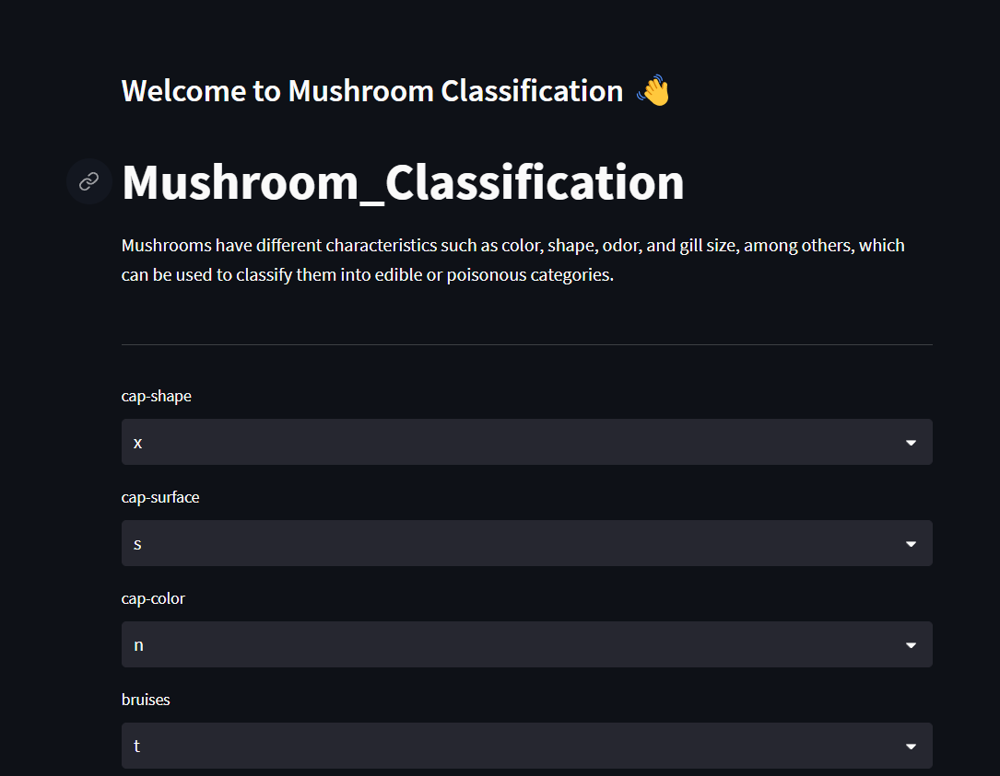 Welcome to Mushroom Classification 👋
Mushroom_Classification
Mushrooms have different characteristics such as color, shape, odor, and gill size, among others, which
can be used to classify them into edible or poisonous categories.
cap-shape
x
cap-surface
s
cap-color
n
bruises
t